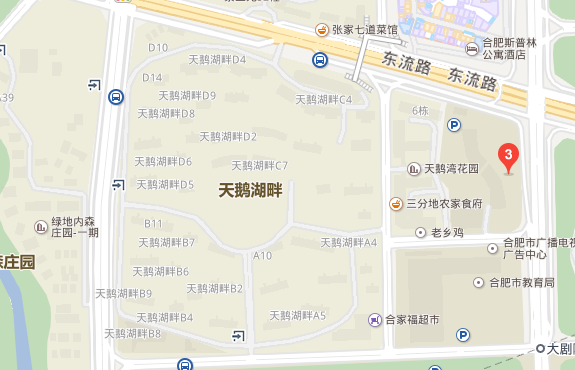 张家七道菜馆
东流路
东流路
合肥斯普林
公寓酒店
D10
天鹅湖畔D4
D14
天鹅湖畔D9
天鹅湖畔D8
天鹅湖畔C4
6栋
A39
天鹅湖畔D2
天鹅湖畔D6
天鹅湖畔C7
天鹅湖畔D5
天鹅湖畔
3
天鹅湾花园
三分地农家食府
绿地内森
庄园-一期
B11
天鹅湖畔B7
天鹅湖畔A4
老乡鸡
合肥市广播电视
广告中心
A10
庄园
天鹅湖畔B6
天鹅湖畔B2
天鹅湖畔B9
合肥市教育局
天鹅湖畔B4
天鹅湖畔A5
合家福超市
天鹅湖畔B8
P
P
P
大剧